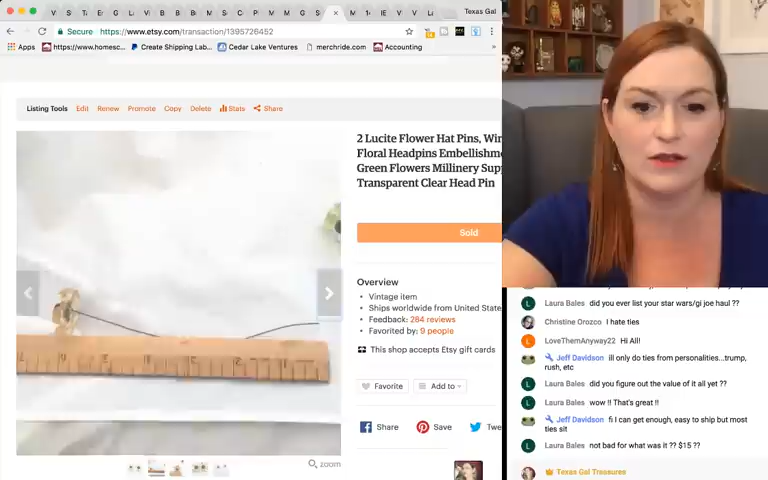 Texas Gal
Secure https://www.etsy.com/transaction/1395726452
Apps https://www.homesc... Create Shipping Lab... Cedar Lake Ventures merchride.com Accounting
Listing Tools Edit Renew Promote Copy Delete Stats Share
2 Lucite Flower Hat Pins, Wir
Floral Headpins Embellishme
Green Flowers Millinery Supp
Transparent Clear Head Pin
Sold
Overview
• Vintage item
• Ships worldwide from United State
• Feedback: 284 reviews
• Favorited by: 9 people
This shop accepts Etsy gift cards
Favorite Add to
Share Save Twe
zoom
Laura Bales did you ever list your star wars/gi joe haul ??
Christine Orozco I hate ties
LoveThemAnyway22 Hi All!
Jeff Davidson ill only do ties from personalities...trump,
rush, etc
Laura Bales did you figure out the value of it all yet ??
Laura Bales wow !! That's great !!
Jeff Davidson fi I can get enough, easy to ship but most
ties sit
Laura Bales not bad for what was it ?? $15 ??
Texas Gal Treasures